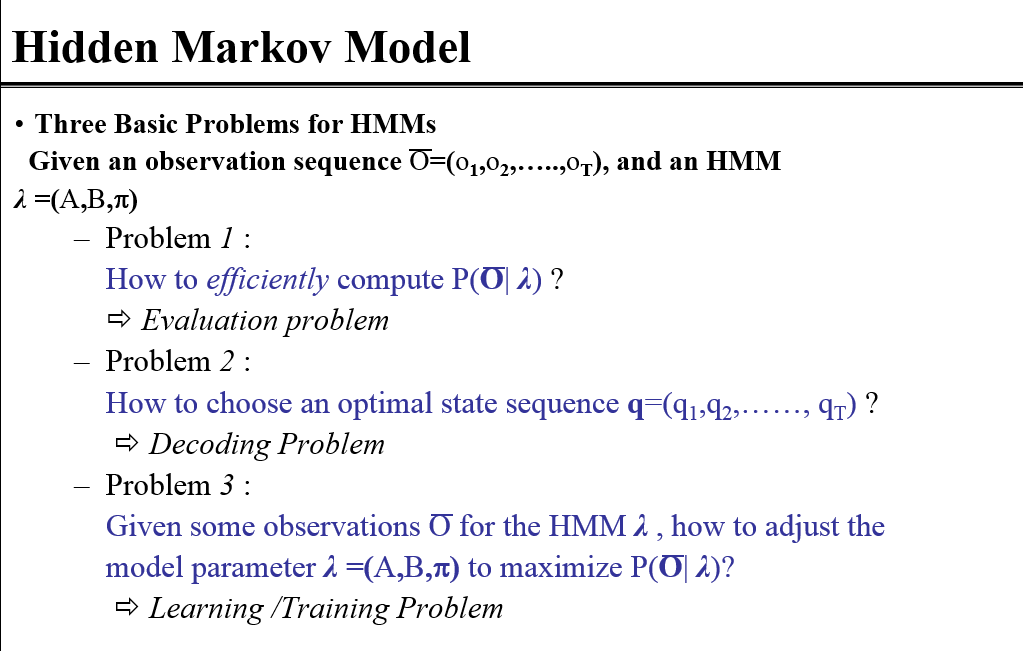 Hidden Markov Model
• Three Basic Problems for HMMs
Given an observation sequence O̅=(o₁,o₂,…..,o_T), and an HMM
λ =(A,B,π)
– Problem 1 :
How to efficiently compute P(O̅| λ) ?
⇨ Evaluation problem
– Problem 2 :
How to choose an optimal state sequence q=(q₁,q₂,……, q_T) ?
⇨ Decoding Problem
– Problem 3 :
Given some observations O̅ for the HMM λ , how to adjust the
model parameter λ =(A,B,π) to maximize P(O̅| λ)?
⇨ Learning /Training Problem